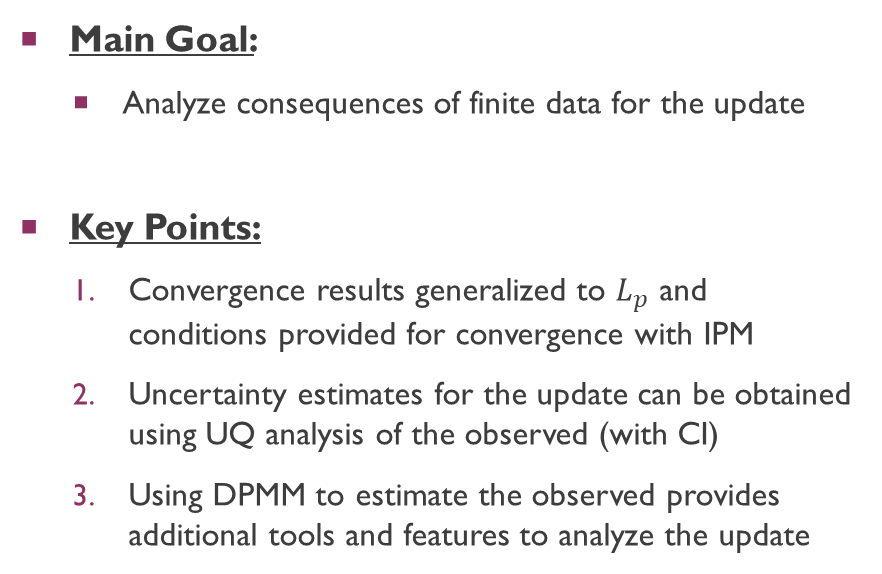 Main Goal:
Analyze consequences of finite data for the update
Key Points:
1. Convergence results generalized to Lₚ and
conditions provided for convergence with IPM
2. Uncertainty estimates for the update can be obtained
using UQ analysis of the observed (with CI)
3. Using DPMM to estimate the observed provides
additional tools and features to analyze the update